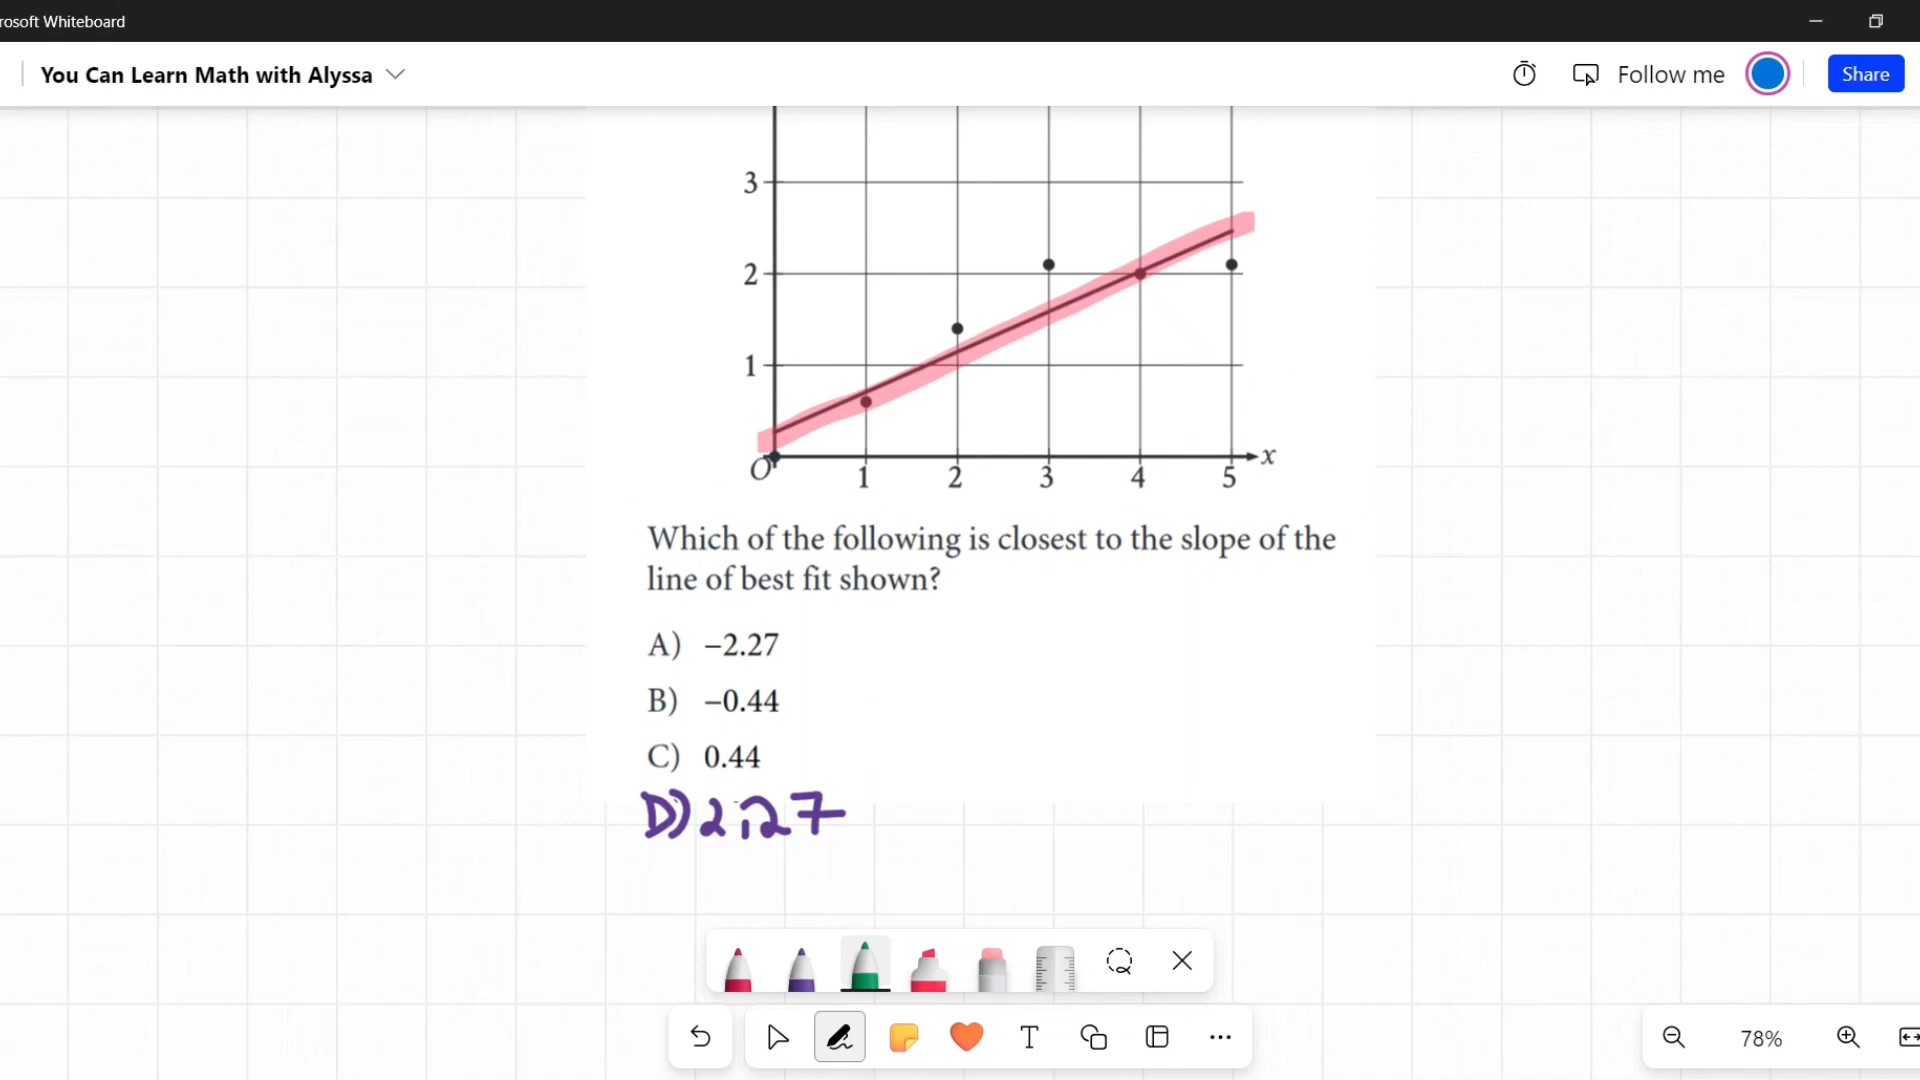 rosoft Whiteboard
You Can Learn Math with Alyssa
Follow me
Share
3
2
1
O
1 2 3 4 5
x
Which of the following is closest to the slope of the
line of best fit shown?
A) −2.27
B) −0.44
C) 0.44
D) 2.27
T
78%